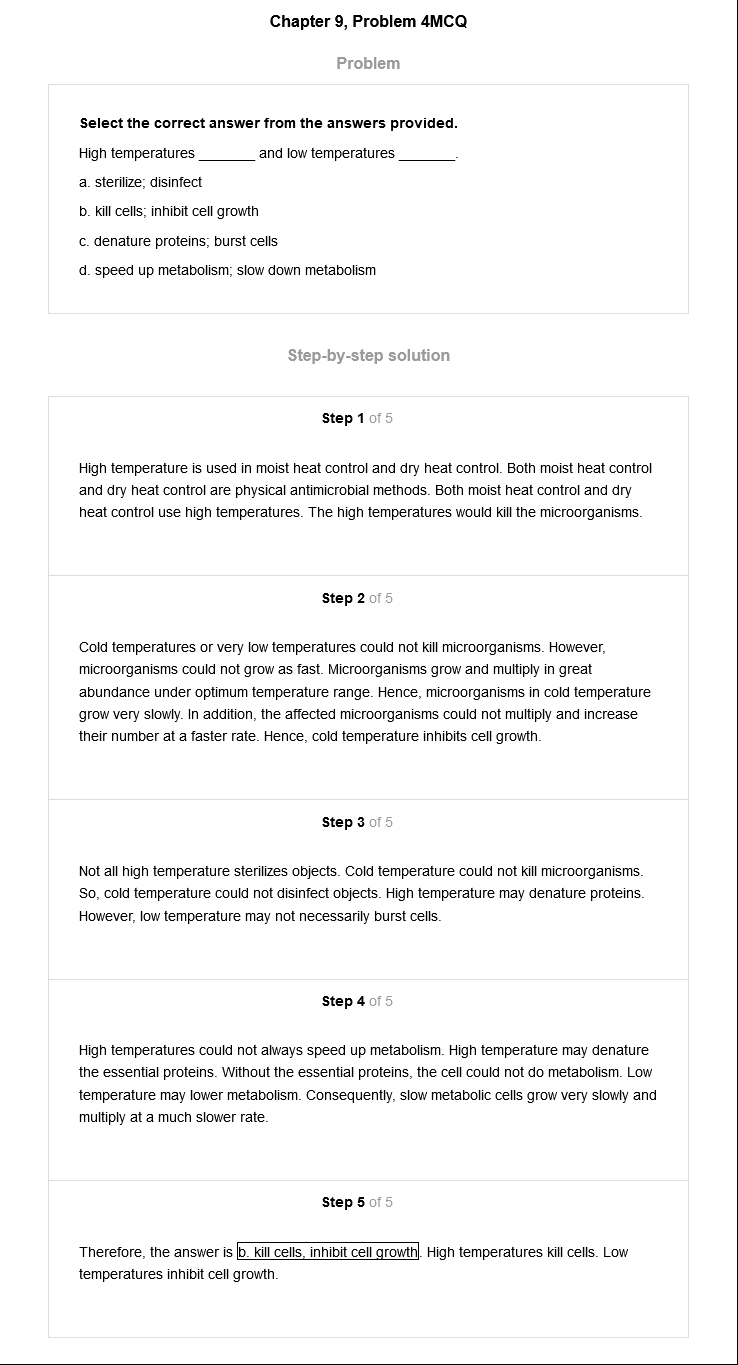 Chapter 9, Problem 4MCQ
Problem
Select the correct answer from the answers provided.
High temperatures _______ and low temperatures _______.
a. sterilize; disinfect
b. kill cells; inhibit cell growth
c. denature proteins; burst cells
d. speed up metabolism; slow down metabolism
Step-by-step solution
Step 1 of 5
High temperature is used in moist heat control and dry heat control. Both moist heat control
and dry heat control are physical antimicrobial methods. Both moist heat control and dry
heat control use high temperatures. The high temperatures would kill the microorganisms.
Step 2 of 5
Cold temperatures or very low temperatures could not kill microorganisms. However,
microorganisms could not grow as fast. Microorganisms grow and multiply in great
abundance under optimum temperature range. Hence, microorganisms in cold temperature
grow very slowly. In addition, the affected microorganisms could not multiply and increase
their number at a faster rate. Hence, cold temperature inhibits cell growth.
Step 3 of 5
Not all high temperature sterilizes objects. Cold temperature could not kill microorganisms.
So, cold temperature could not disinfect objects. High temperature may denature proteins.
However, low temperature may not necessarily burst cells.
Step 4 of 5
High temperatures could not always speed up metabolism. High temperature may denature
the essential proteins. Without the essential proteins, the cell could not do metabolism. Low
temperature may lower metabolism. Consequently, slow metabolic cells grow very slowly and
multiply at a much slower rate.
Step 5 of 5
Therefore, the answer is b. kill cells, inhibit cell growth. High temperatures kill cells. Low
temperatures inhibit cell growth.